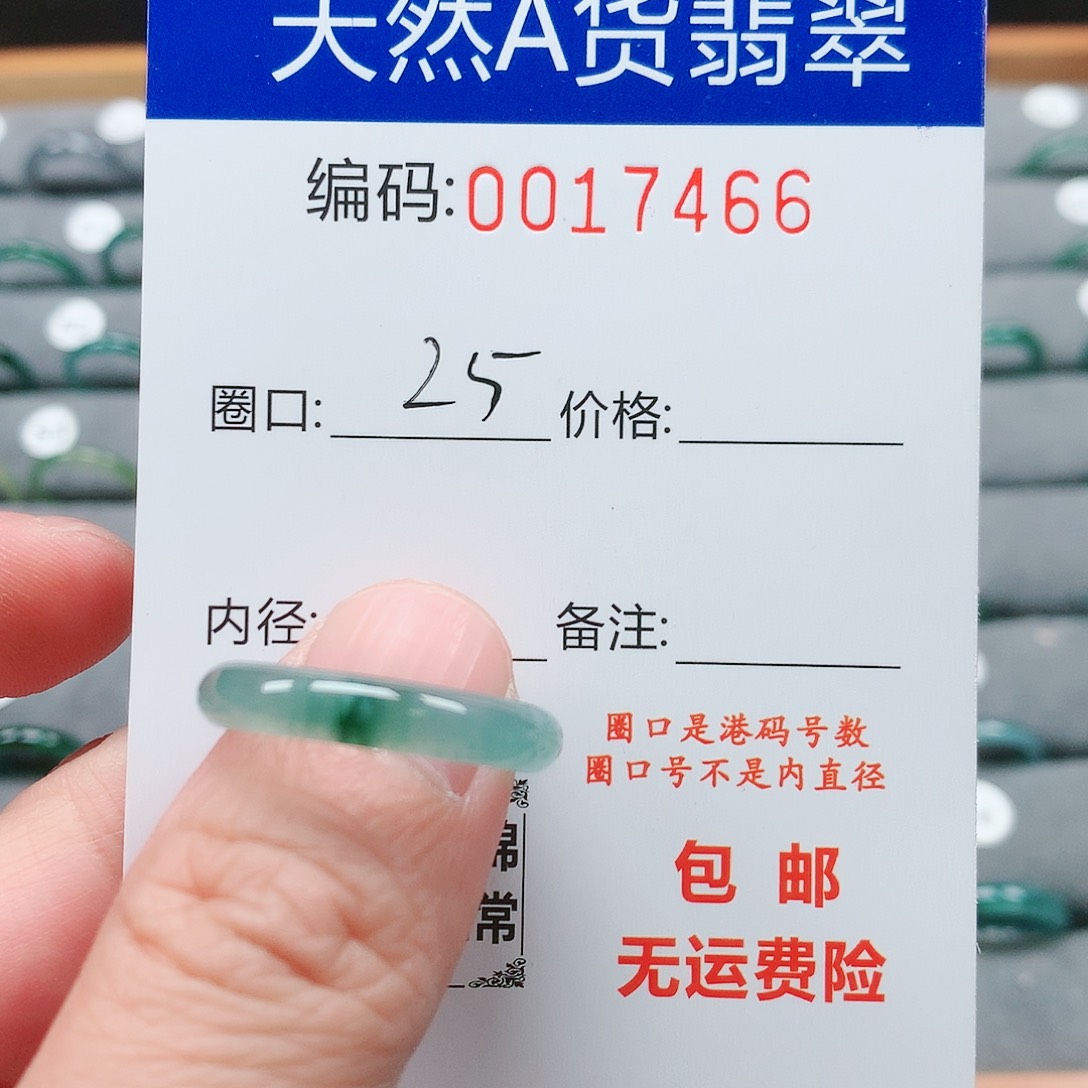 天然A货翡翠
编码:0017466
圈口: 25 价格:
内径: 备注:
圈口是港码号数
圈口号不是内直径
棉
常
包 邮
无运费险